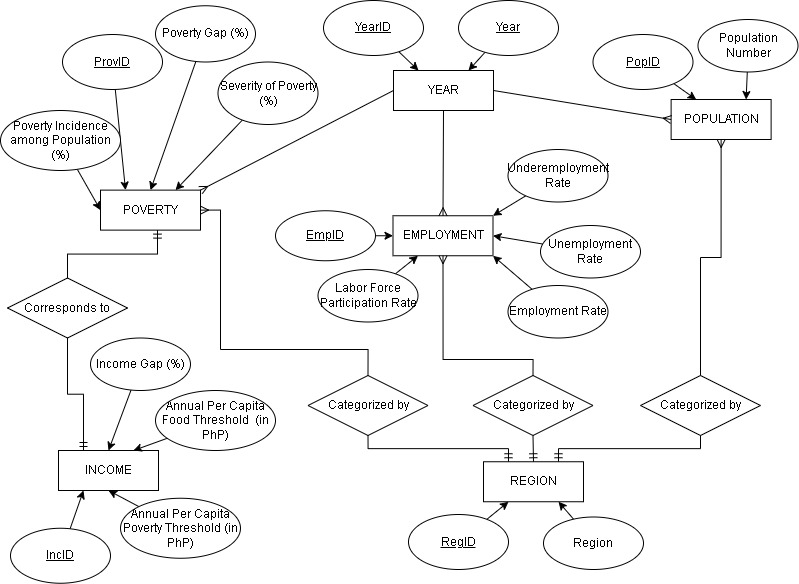 Poverty Gap (%)
YearID
Year
Population
Number
ProvID
PopID
Severity of Poverty
(%)
YEAR
Poverty Incidence
among Population
(%)
POPULATION
Underemployment
Rate
POVERTY
EmpID
EMPLOYMENT
Unemployment
Rate
Labor Force
Participation Rate
Employment Rate
Corresponds to
Income Gap (%)
Annual Per Capita
Food Threshold (in
PhP)
Categorized by
Categorized by
Categorized by
INCOME
REGION
Annual Per Capita
Poverty Threshold (in
PhP)
IncID
RegID
Region